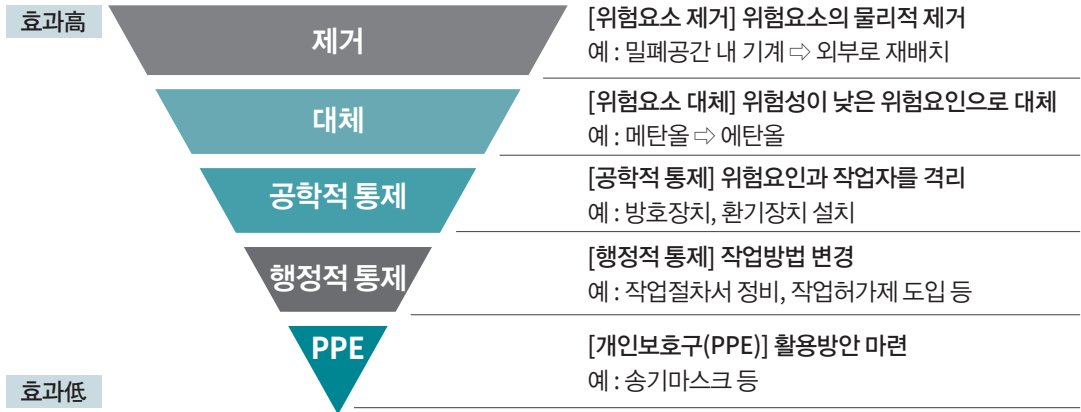 효과高
제거
[위험요소 제거] 위험요소의 물리적 제거
예 : 밀폐공간 내 기계 ⇨ 외부로 재배치
대체
[위험요소 대체] 위험성이 낮은 위험요인으로 대체
예 : 메탄올 ⇨ 에탄올
공학적 통제
[공학적 통제] 위험요인과 작업자를 격리
예 : 방호장치, 환기장치 설치
행정적 통제
[행정적 통제] 작업방법 변경
예 : 작업절차서 정비, 작업허가제 도입 등
PPE
[개인보호구(PPE)] 활용방안 마련
예 : 송기마스크 등
효과低